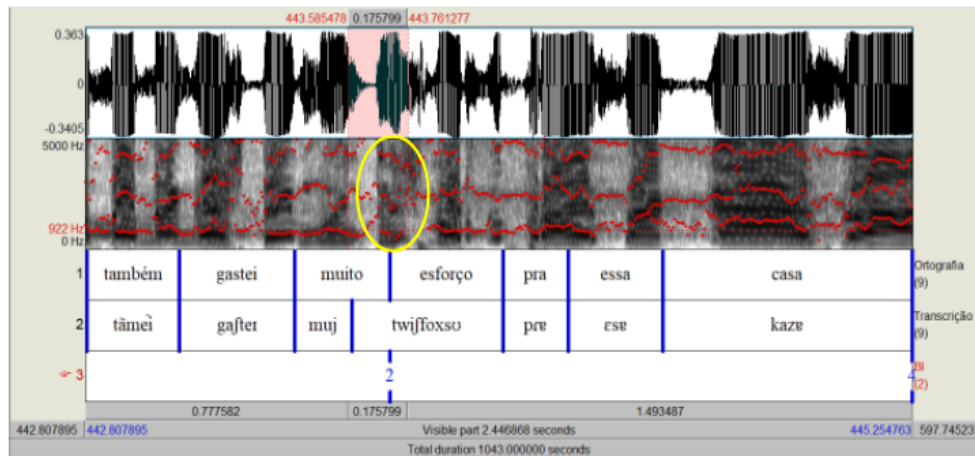 443.585478 0.175799 443.761277
0.363
0
-0.3405
5000 Hz
922 Hz
0 Hz
1 também gastei muito esforço pra essa casa Ortografia (9)
2 tãmeɪ̃ gaʃteɪ muj twiʃfoxsʊ pɾɐ ɛsɐ kazɐ Transcrição (9)
3 2 4 BI (2)
0.777582 0.175799 1.493487
442.807895 442.807895 Visible part 2.446868 seconds 445.254763 597.74523
Total duration 1043.000000 seconds